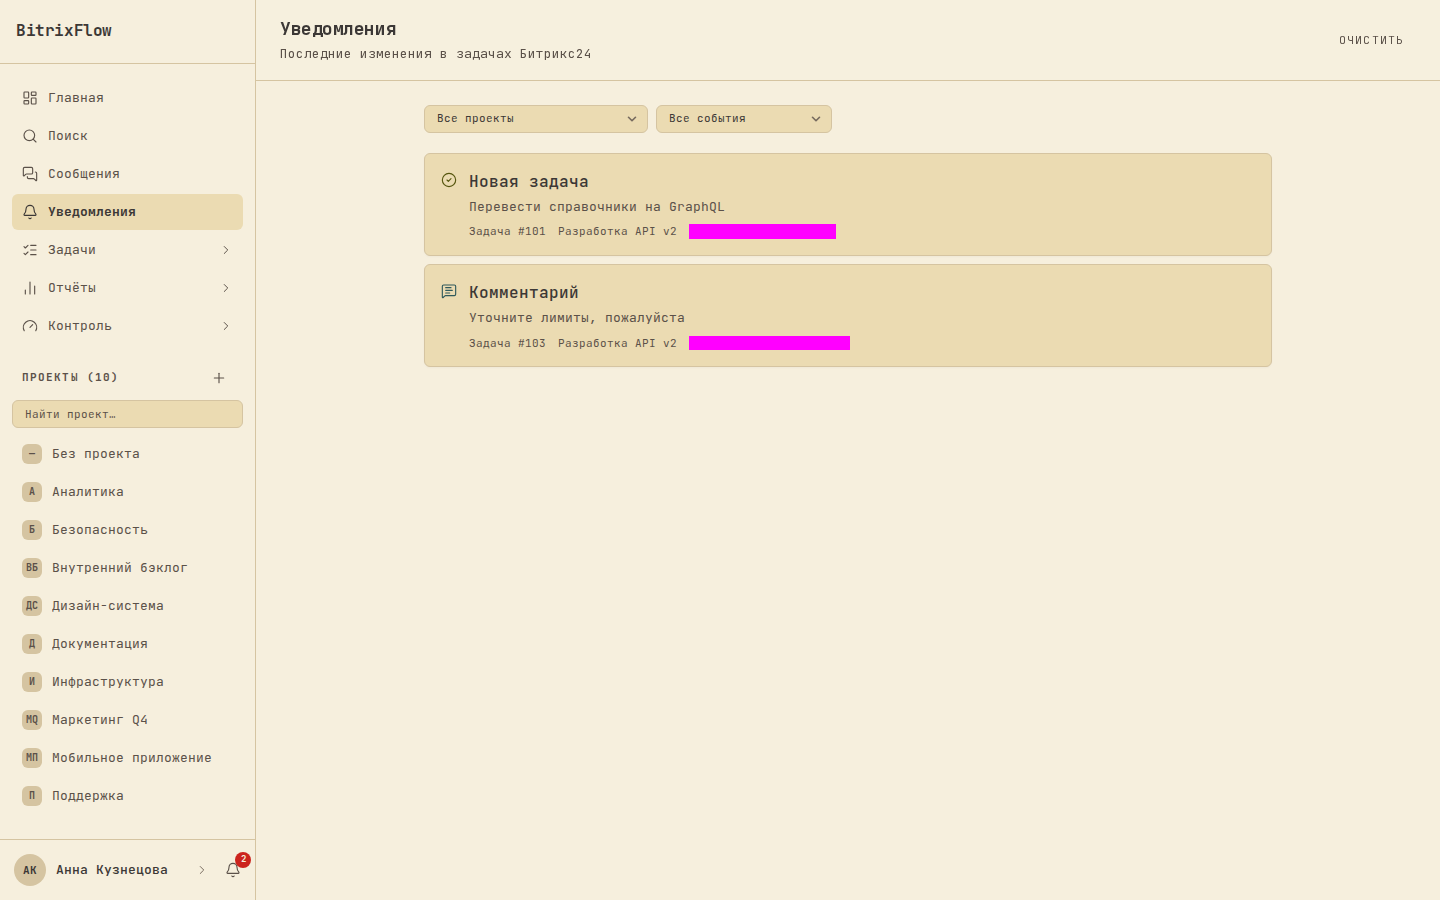 BitrixFlow
Главная
Поиск
Сообщения
Уведомления
Задачи
Отчёты
Контроль
ПРОЕКТЫ (10)
Найти проект…
— Без проекта
А Аналитика
Б Безопасность
ВБ Внутренний бэклог
ДС Дизайн-система
Д Документация
И Инфраструктура
MQ Маркетинг Q4
МП Мобильное приложение
П Поддержка
АК Анна Кузнецова 2
Уведомления
Последние изменения в задачах Битрикс24
ОЧИСТИТЬ
Все проекты Все события
Новая задача
Перевести справочники на GraphQL
Задача #101 Разработка API v2
Комментарий
Уточните лимиты, пожалуйста
Задача #103 Разработка API v2